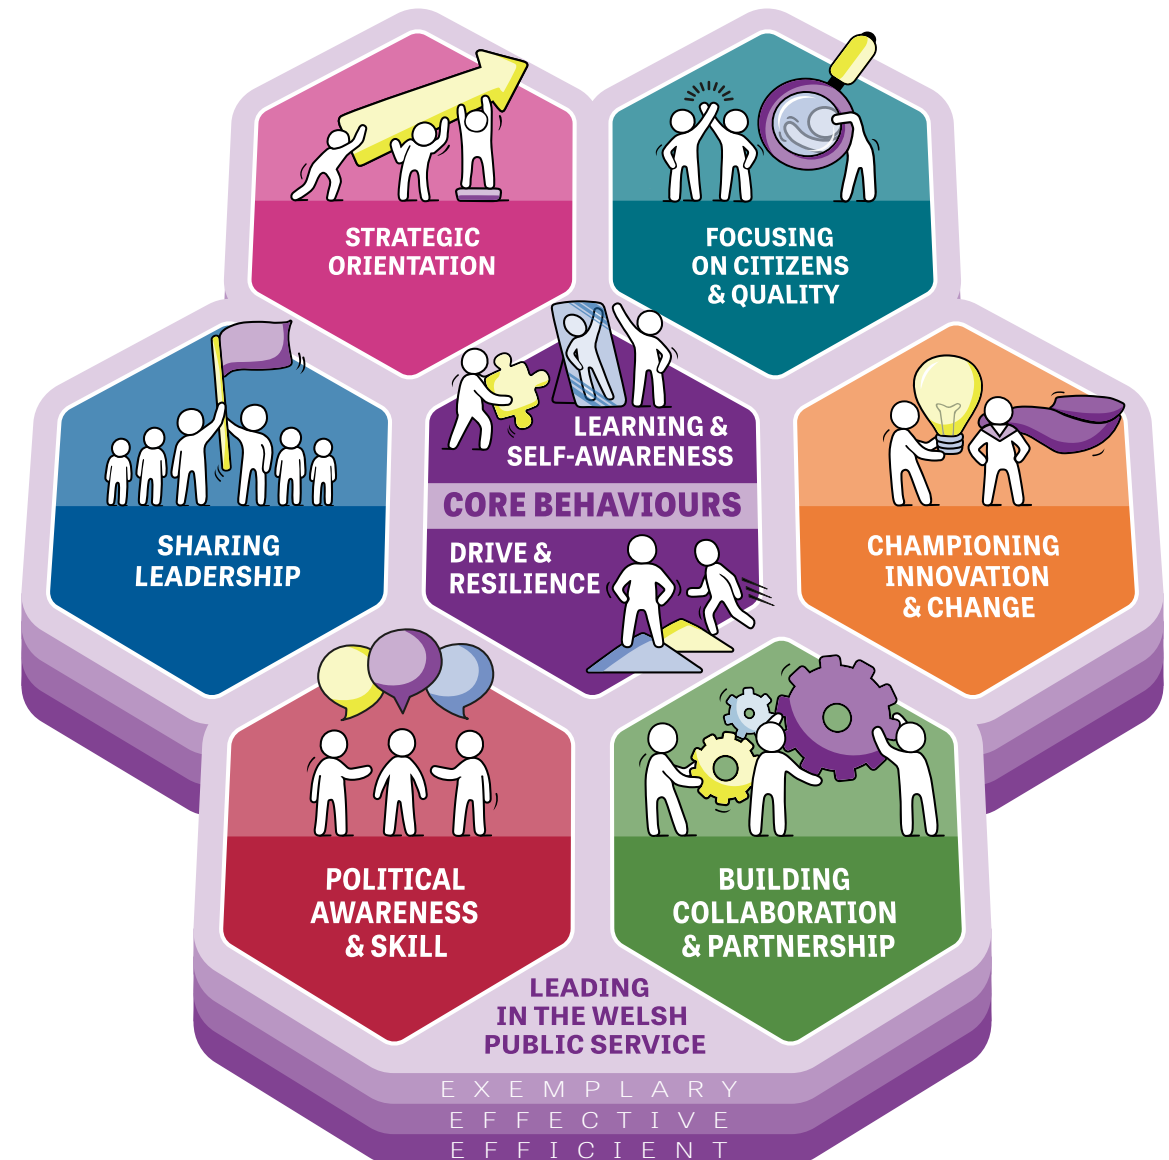 STRATEGIC
ORIENTATION
FOCUSING
ON CITIZENS
& QUALITY
SHARING
LEADERSHIP
LEARNING &
SELF-AWARENESS
CORE BEHAVIOURS
DRIVE &
RESILIENCE
CHAMPIONING
INNOVATION
& CHANGE
POLITICAL
AWARENESS
& SKILL
BUILDING
COLLABORATION
& PARTNERSHIP
LEADING
IN THE WELSH
PUBLIC SERVICE
EXEMPLARY
EFFECTIVE
EFFICIENT